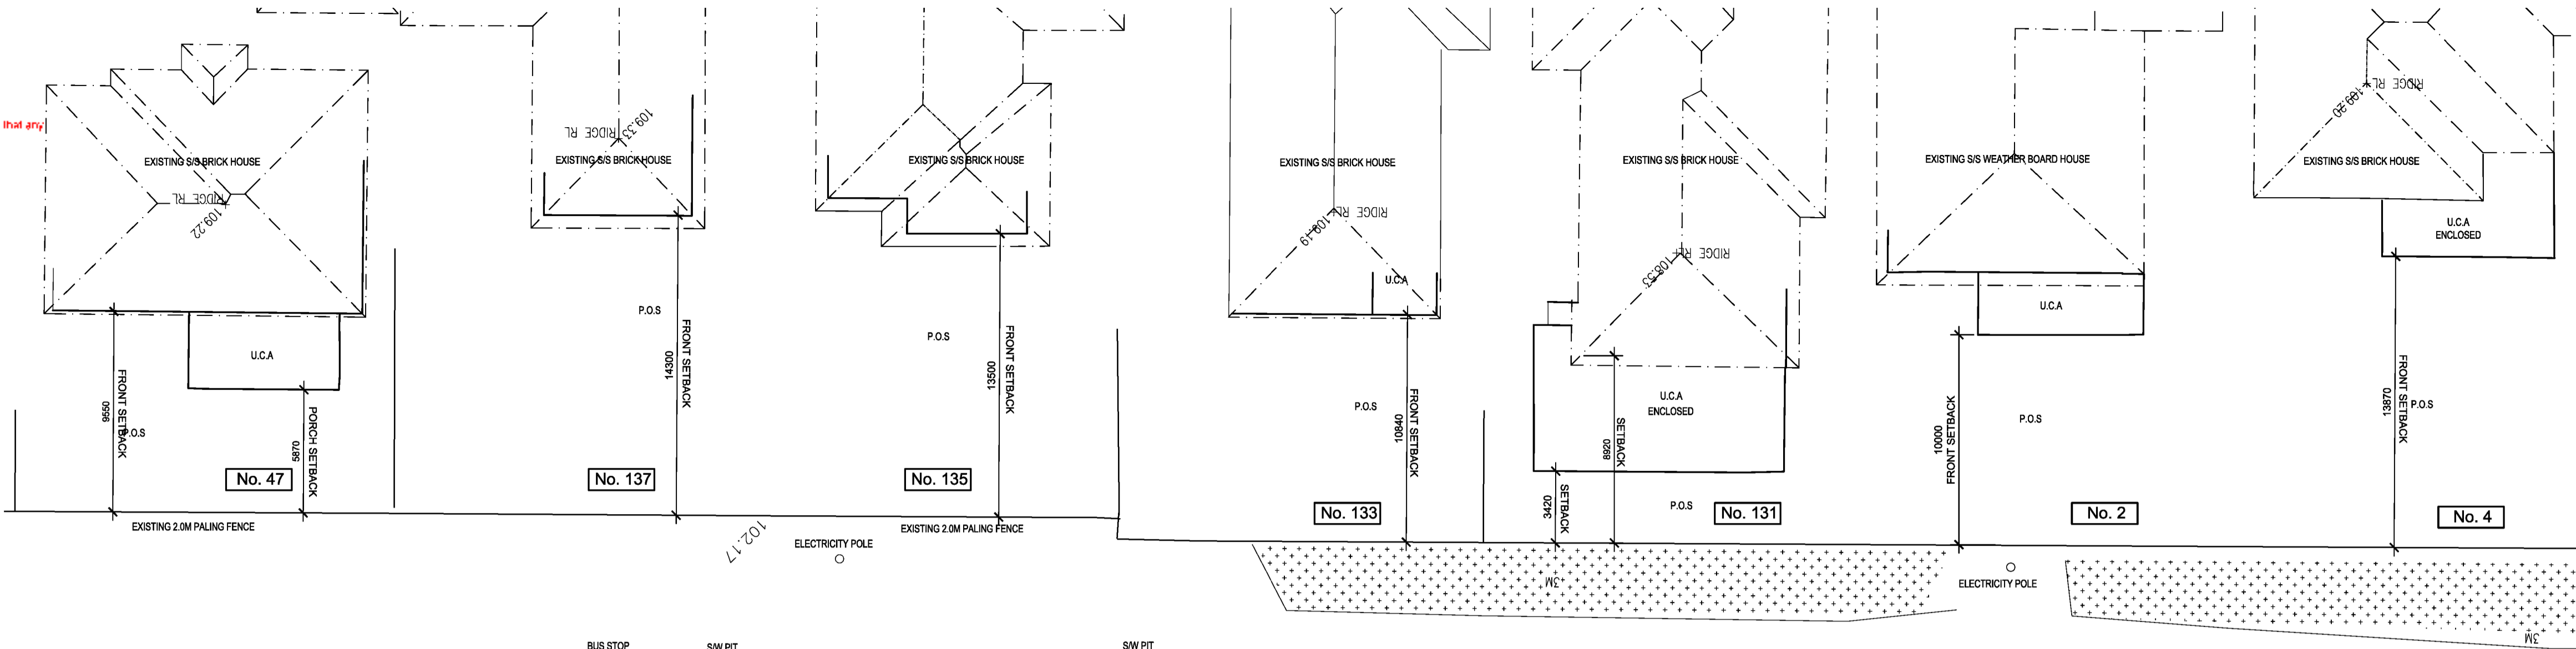 that any
EXISTING S/S BRICK HOUSE
RIDGE RL
109.22
U.C.A
FRONT SETBACK
9550
P.O.S
PORCH SETBACK
5870
No. 47
EXISTING 2.0M PALING FENCE
RIDGE RL
109.33
EXISTING S/S BRICK HOUSE
P.O.S
FRONT SETBACK
14300
No. 137
102.17
BUS STOP
S/W PIT
EXISTING S/S BRICK HOUSE
P.O.S
FRONT SETBACK
13500
No. 135
EXISTING 2.0M PALING FENCE
ELECTRICITY POLE
S/W PIT
EXISTING S/S BRICK HOUSE
RIDGE RL
109.19
U.C.A
P.O.S
FRONT SETBACK
10840
No. 133
EXISTING S/S BRICK HOUSE
RIDGE RL
108.53
U.C.A
ENCLOSED
SETBACK
8920
SETBACK
3420
P.O.S
No. 131
3M
EXISTING S/S WEATHER BOARD HOUSE
U.C.A
10000
FRONT SETBACK
P.O.S
No. 2
ELECTRICITY POLE
RIDGE RL
109.20
EXISTING S/S BRICK HOUSE
U.C.A
ENCLOSED
FRONT SETBACK
13870
P.O.S
No. 4
3M